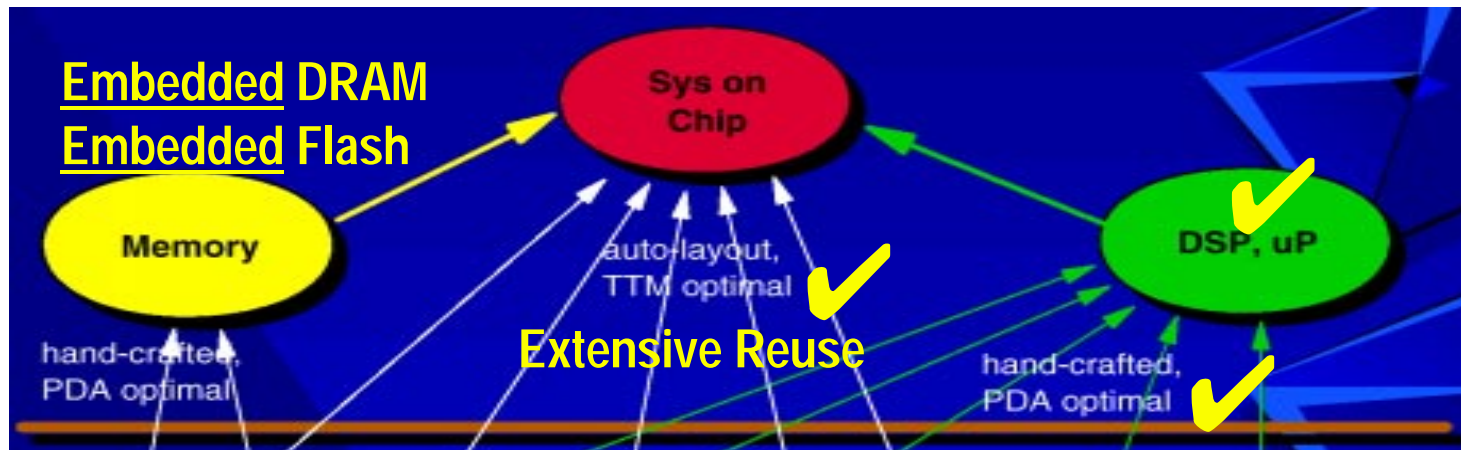 Embedded DRAM
Embedded Flash
Sys on
Chip
Memory
DSP, uP
auto-layout,
TTM optimal
Extensive Reuse
hand-crafted,
PDA optimal
hand-crafted,
PDA optimal